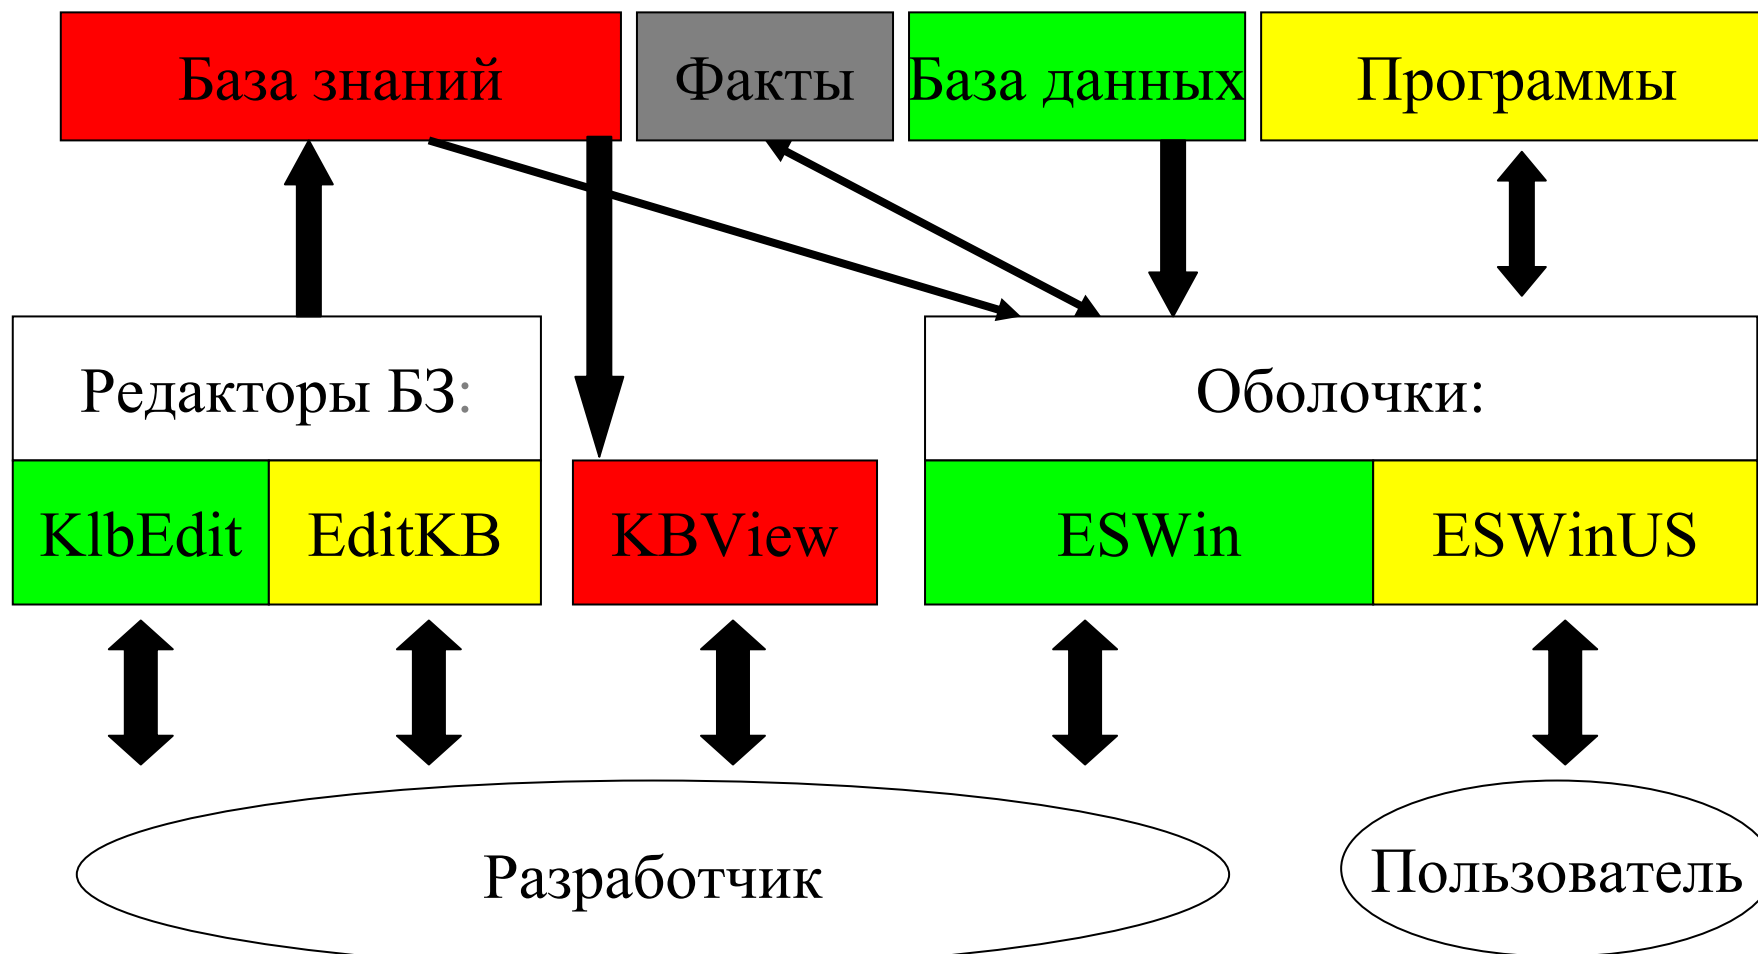 База знаний
Факты
База данных
Программы
Редакторы БЗ:
Оболочки:
KlbEdit
EditKB
KBView
ESWin
ESWinUS
Разработчик
Пользователь